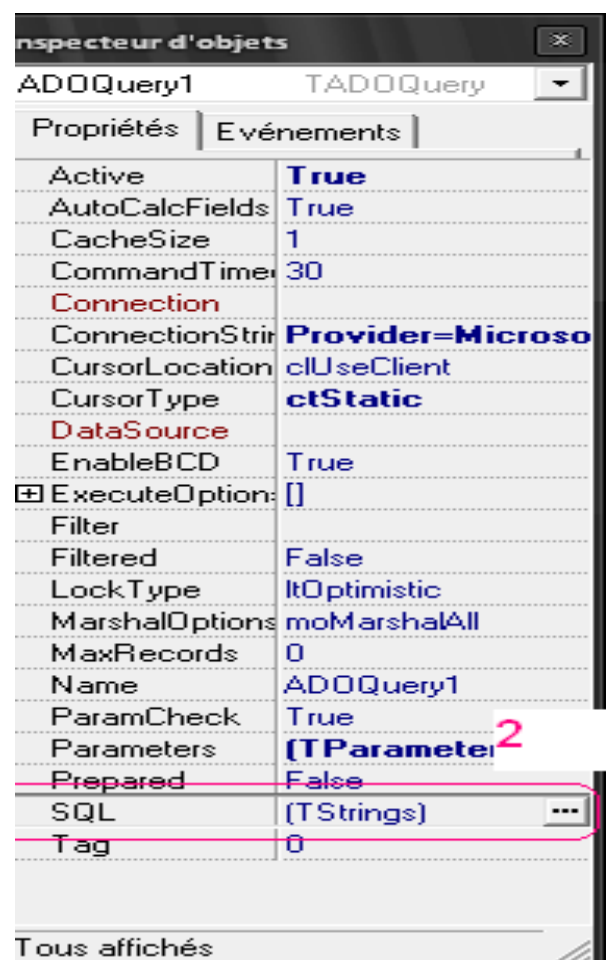 nspecteur d'objets
ADOQuery1 TADOQuery
Propriétés Evénements
Active True
AutoCalcFields True
CacheSize 1
CommandTime 30
Connection
ConnectionStrin Provider=Microso
CursorLocation clUseClient
CursorType ctStatic
DataSource
EnableBCD True
ExecuteOptions []
Filter
Filtered False
LockType ltOptimistic
MarshalOptions moMarshalAll
MaxRecords 0
Name ADOQuery1
ParamCheck True
Parameters (TParameter 2
Prepared False
SQL (TStrings) ...
Tag 0
Tous affichés